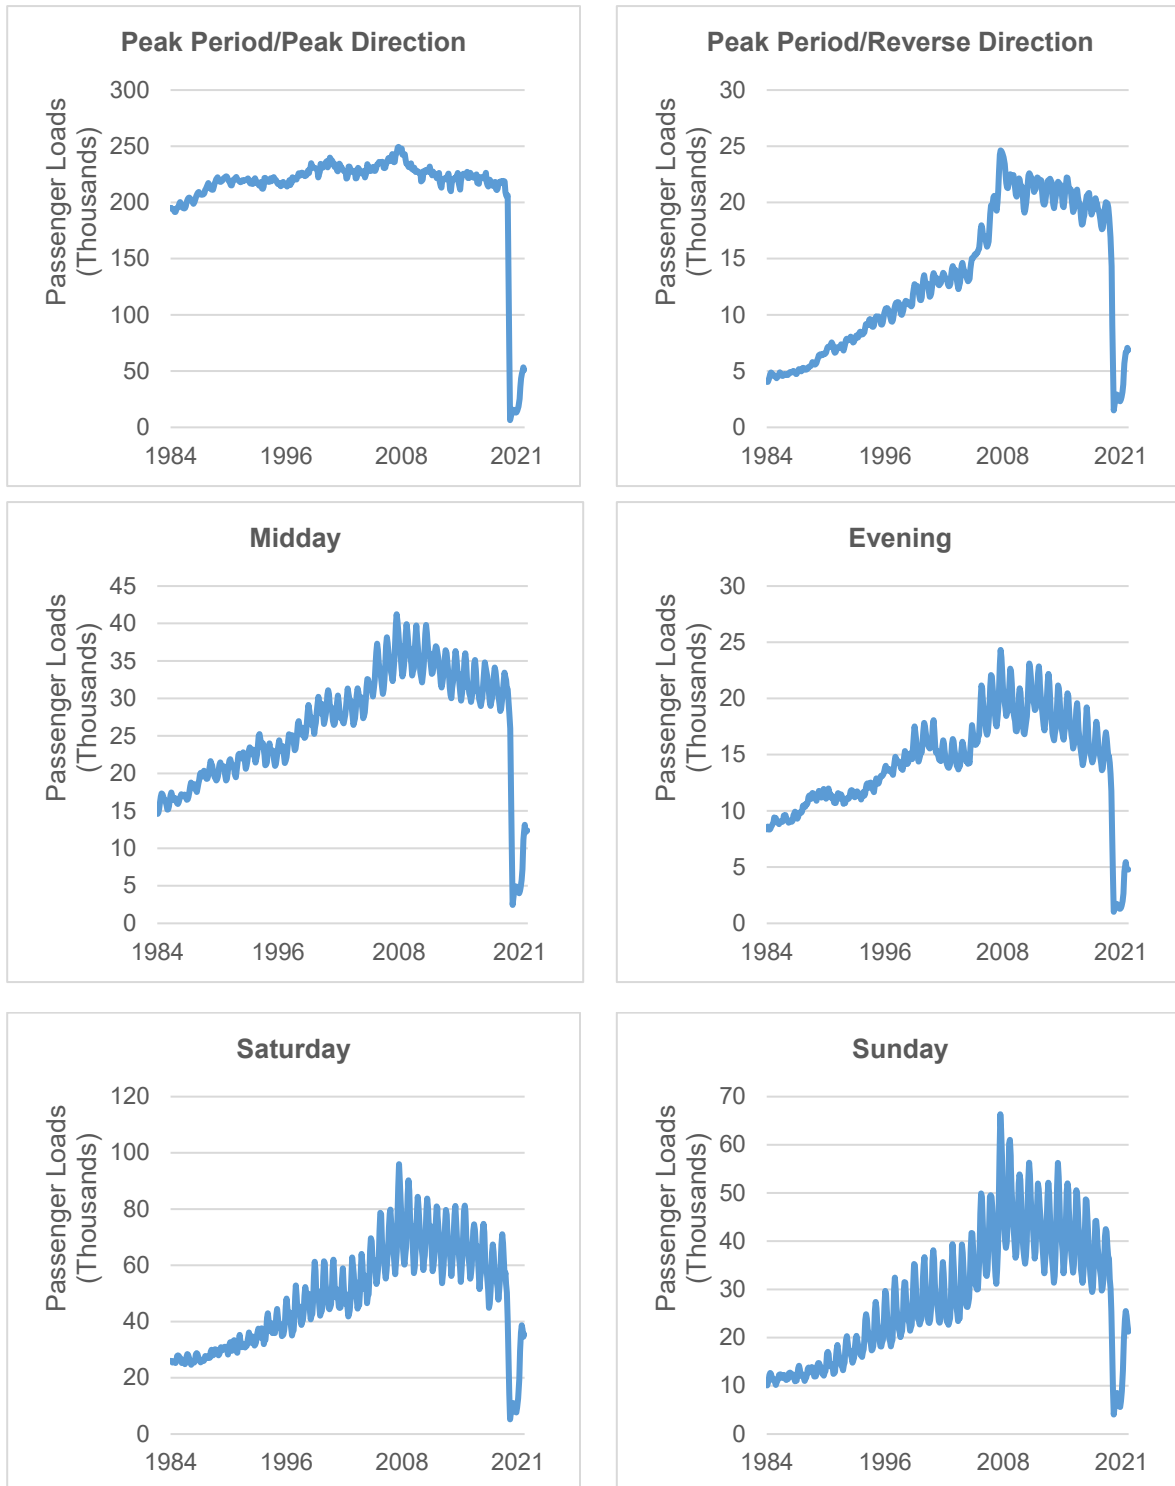 Peak Period/Peak Direction
Passenger Loads
(Thousands)
300
250
200
150
100
50
0
1984 1996 2008 2021
Peak Period/Reverse Direction
Passenger Loads
(Thousands)
30
25
20
15
10
5
0
1984 1996 2008 2021
Midday
Passenger Loads
(Thousands)
45
40
35
30
25
20
15
10
5
0
1984 1996 2008 2021
Evening
Passenger Loads
(Thousands)
30
25
20
15
10
5
0
1984 1996 2008 2021
Saturday
Passenger Loads
(Thousands)
120
100
80
60
40
20
0
1984 1996 2008 2021
Sunday
Passenger Loads
(Thousands)
70
60
50
40
30
20
10
0
1984 1996 2008 2021